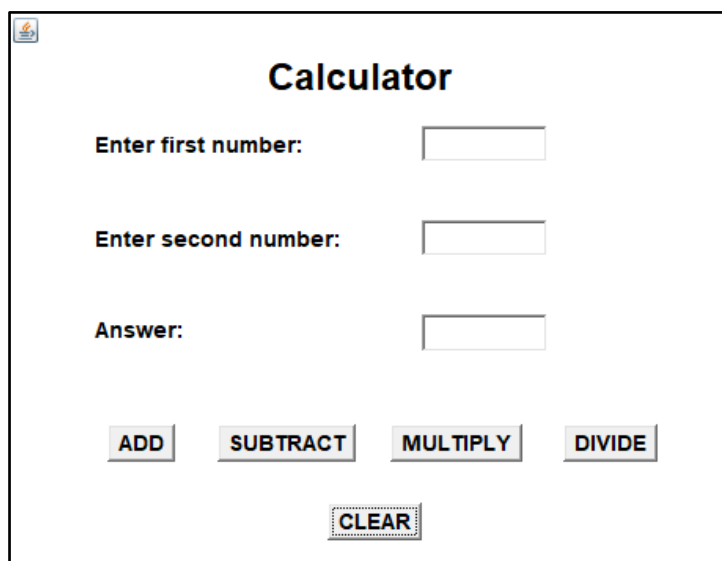 Calculator
Enter first number:
Enter second number:
Answer:
ADD SUBTRACT MULTIPLY DIVIDE
CLEAR